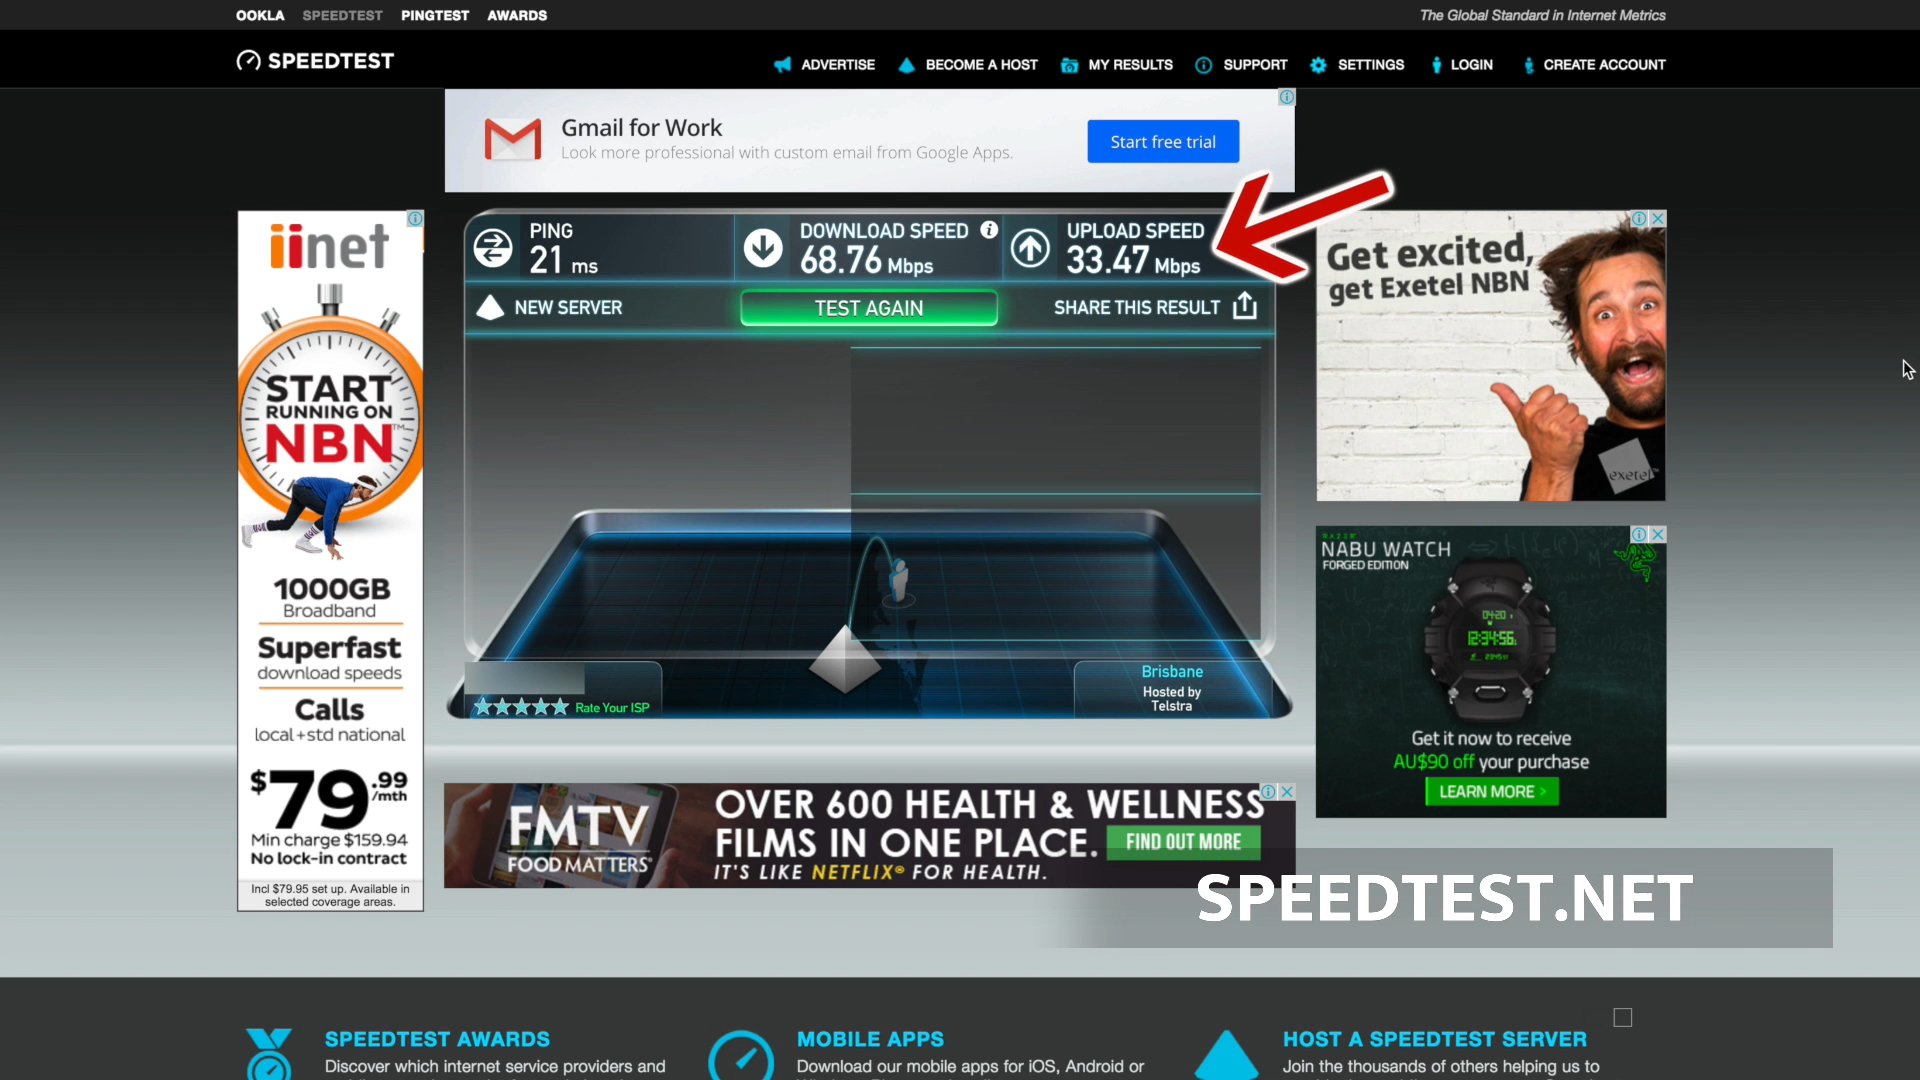 OOKLA SPEEDTEST PINGTEST AWARDS
The Global Standard in Internet Metrics
SPEEDTEST
ADVERTISE BECOME A HOST MY RESULTS SUPPORT SETTINGS LOGIN CREATE ACCOUNT
Gmail for Work
Look more professional with custom email from Google Apps.
Start free trial
iinet
START
RUNNING ON
NBN™
1000GB
Broadband
Superfast
download speeds
Calls
local+std national
$79.99
/mth
Min charge $159.94
No lock-in contract
Incl $79.95 set up. Available in
selected coverage areas.
PING
21 ms
DOWNLOAD SPEED
68.76 Mbps
UPLOAD SPEED
33.47 Mbps
NEW SERVER
TEST AGAIN
SHARE THIS RESULT
Rate Your ISP
Brisbane
Hosted by
Telstra
Get excited,
get Exetel NBN
exetel
RAZER
NABU WATCH
FORGED EDITION
04-20
12:34:56
Get it now to receive
AU$90 off your purchase
LEARN MORE >
FMTV
FOOD MATTERS®
OVER 600 HEALTH & WELLNESS
FILMS IN ONE PLACE.
IT'S LIKE NETFLIX® FOR HEALTH.
FIND OUT MORE
SPEEDTEST.NET
SPEEDTEST AWARDS
Discover which internet service providers and
MOBILE APPS
Download our mobile apps for iOS, Android or
HOST A SPEEDTEST SERVER
Join the thousands of others helping us to